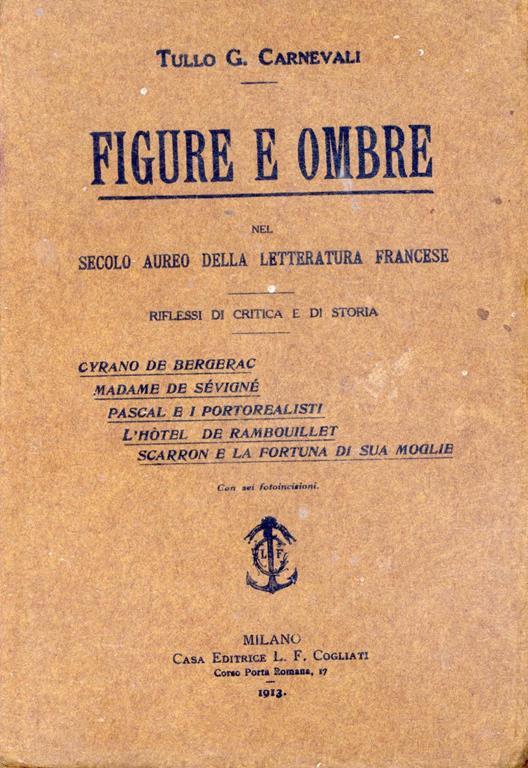 TULLO G. CARNEVALI
FIGURE E OMBRE
NEL
SECOLO AUREO DELLA LETTERATURA FRANCESE
RIFLESSI DI CRITICA E DI STORIA
CYRANO DE BERGERAC
MADAME DE SÉVIGNÉ
PASCAL E I PORTOREALISTI
L'HÔTEL DE RAMBOUILLET
SCARRON E LA FORTUNA DI SUA MOGLIE
Con sei fotoincisioni.
L F
MILANO
CASA EDITRICE L. F. COGLIATI
Corso Porta Romana, 17
1913.